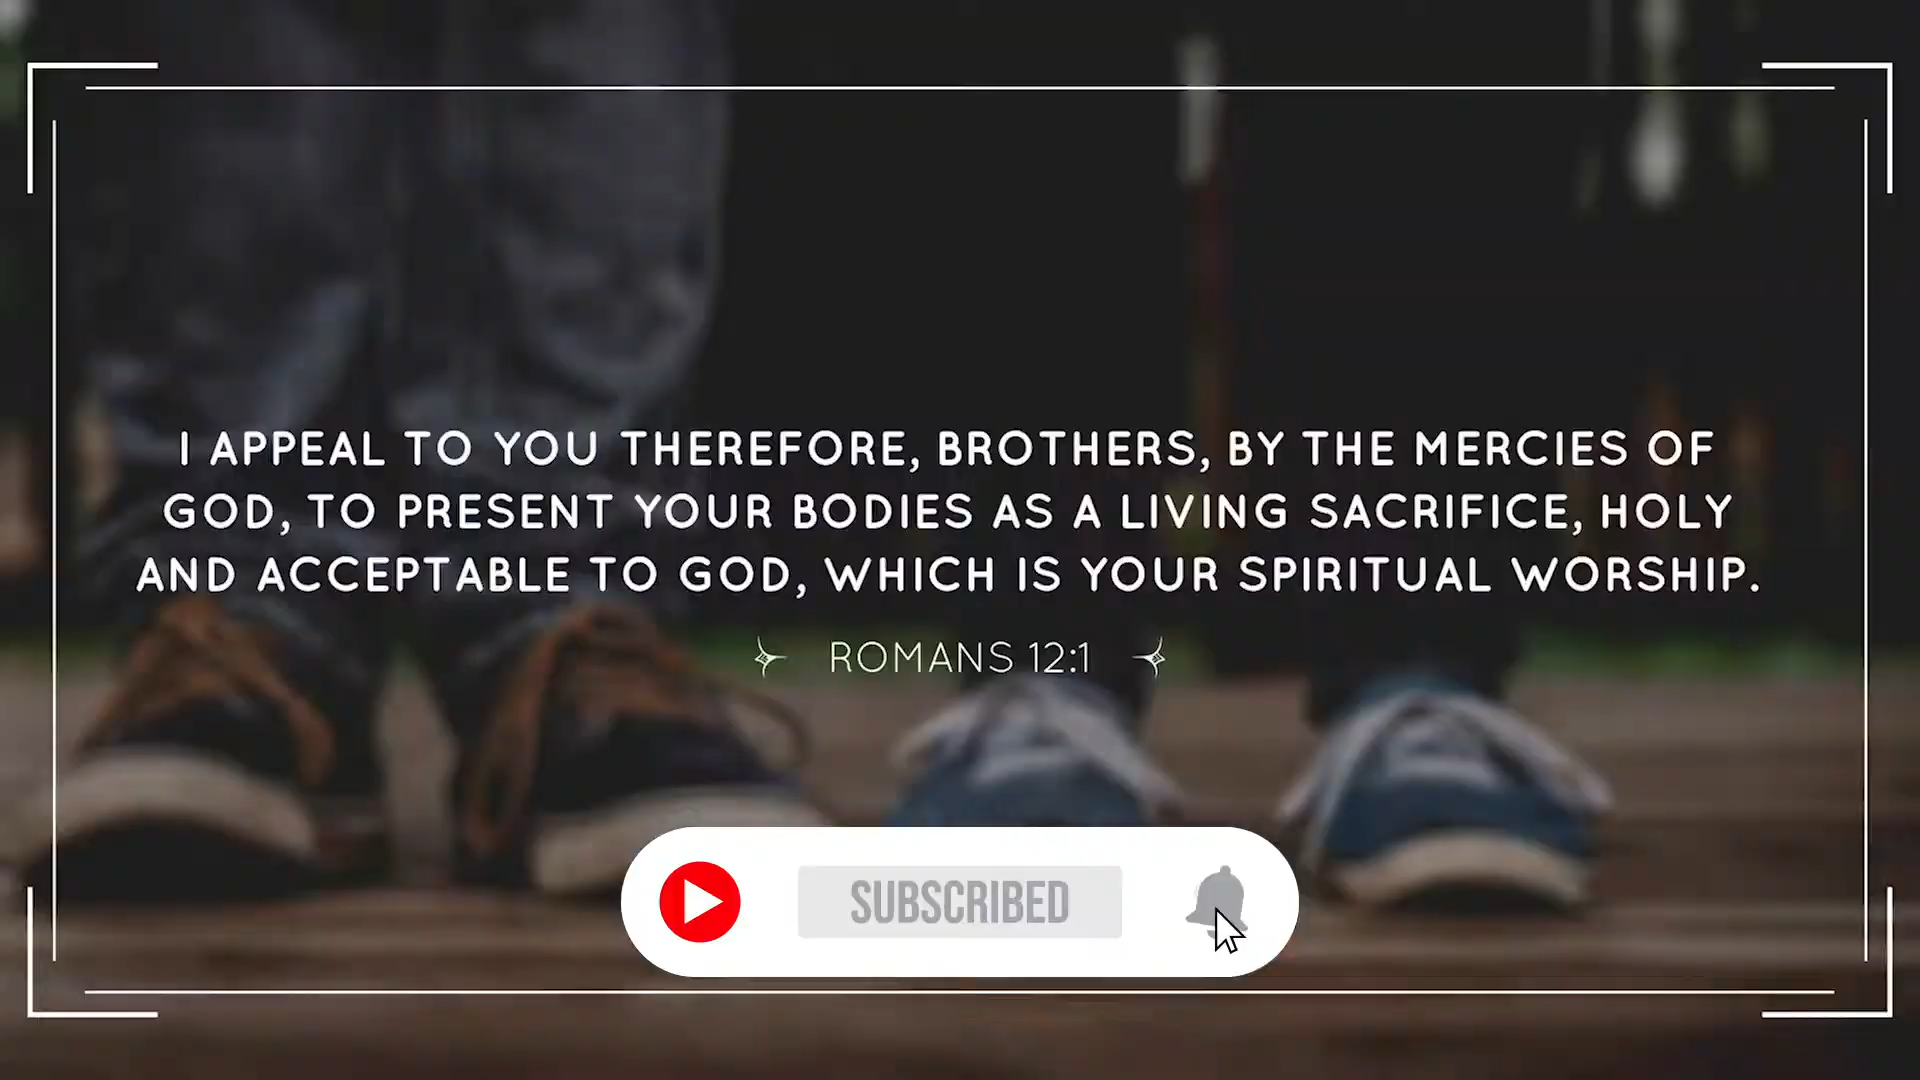 I APPEAL TO YOU THEREFORE, BROTHERS, BY THE MERCIES OF
GOD, TO PRESENT YOUR BODIES AS A LIVING SACRIFICE, HOLY
AND ACCEPTABLE TO GOD, WHICH IS YOUR SPIRITUAL WORSHIP.
ROMANS 12:1
SUBSCRIBED